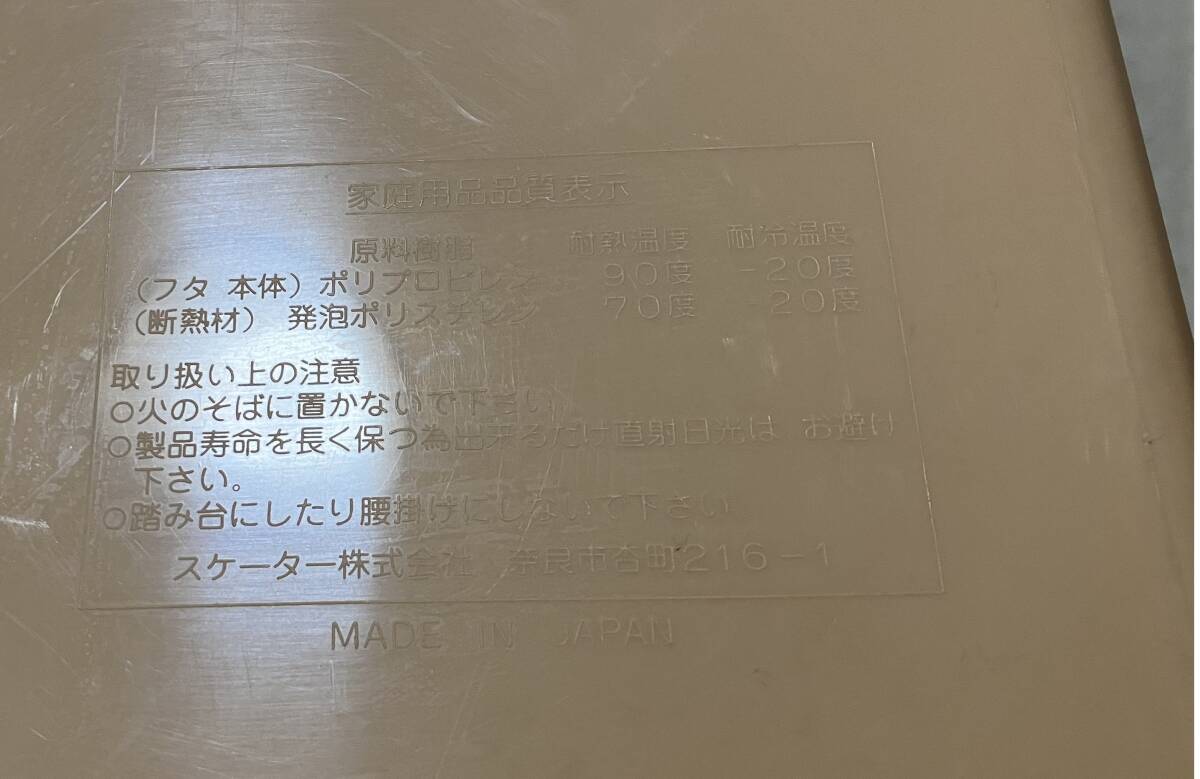 家庭用品品質表示
原料樹脂 耐熱温度 耐冷温度
(フタ 本体) ポリプロピレン 90度 -20度
(断熱材) 発泡ポリスチレン 70度 20度
取り扱い上の注意
○火のそばに置かないで下さい
○製品寿命を長く保つ為出来るだけ直射日光は お避け
下さい。
○踏み台にしたり腰掛けにしないで下さい
スケーター株式会社 奈良市杏町216-1
MADE IN JAPAN